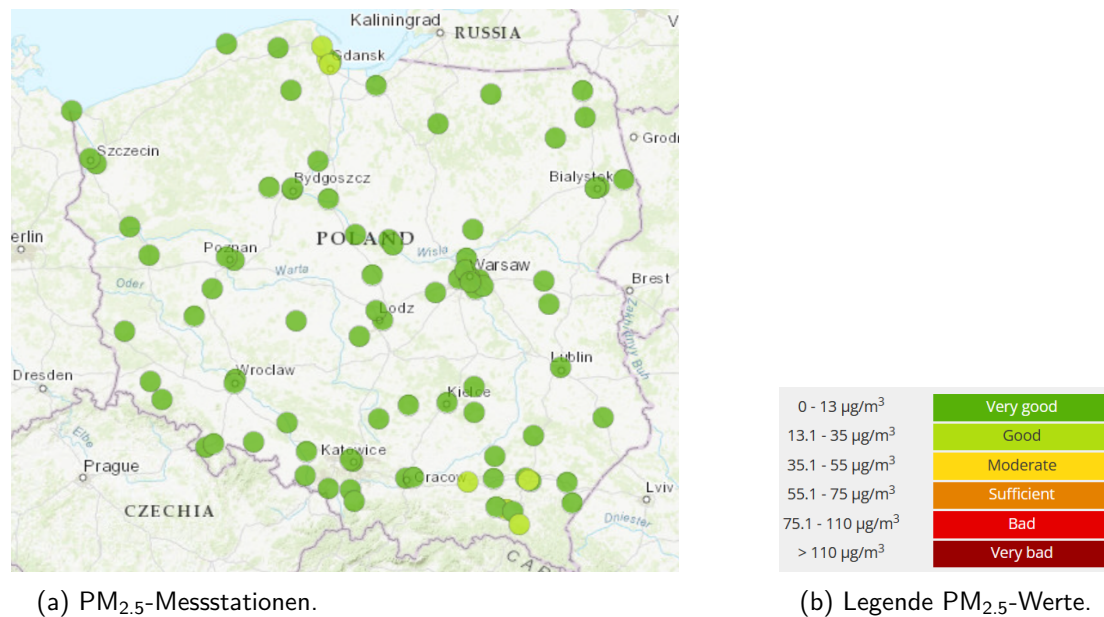 Kaliningrad
RUSSIA
Gdansk
Szczecin
Grodn
Bydgoszcz
Bialystok
erlin
POLAND
Poznan
Wisla
Warsaw
Warta
Brest
Oder
Lodz
Zakhidnyy Buh
Lublin
Dresden
Wroclaw
Kielce
Elbe
Katowice
Prague
Cracow
Lviv
CZECHIA
Dniester
CAR
0 - 13 µg/m³ Very good
13.1 - 35 µg/m³ Good
35.1 - 55 µg/m³ Moderate
55.1 - 75 µg/m³ Sufficient
75.1 - 110 µg/m³ Bad
> 110 µg/m³ Very bad
(a) PM₂.₅-Messstationen.
(b) Legende PM₂.₅-Werte.